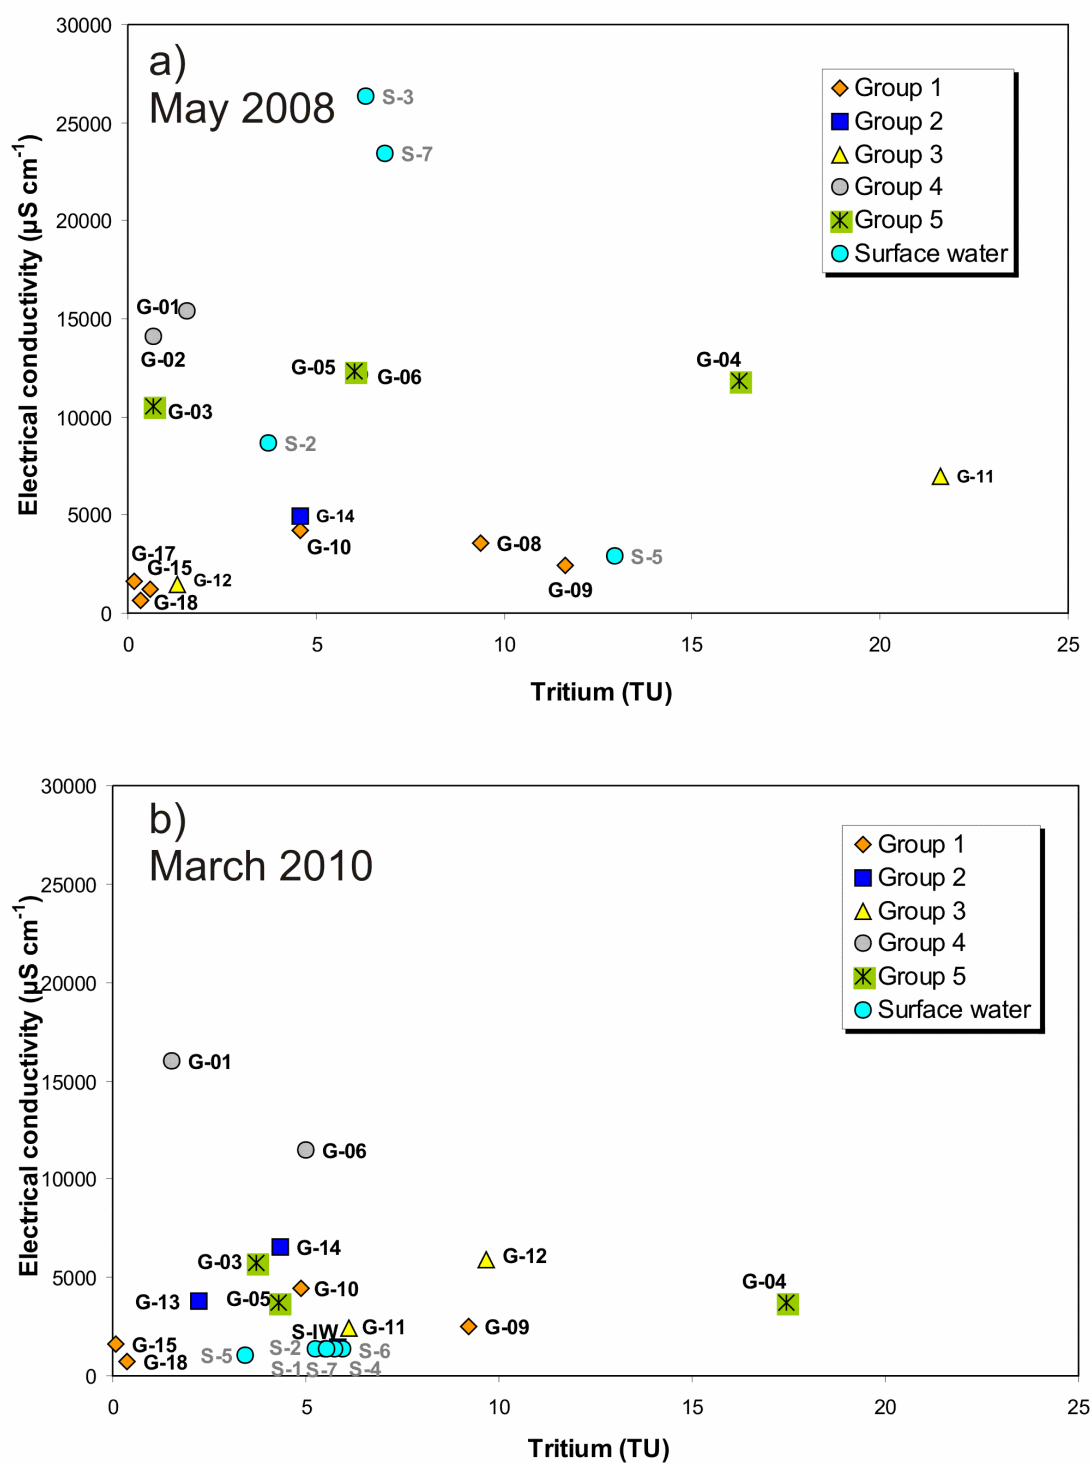 30000
a)
May 2008
S-3
S-7
25000
20000
15000
10000
5000
0
Electrical conductivity (µS cm-1)
Group 1
Group 2
Group 3
Group 4
Group 5
Surface water
G-01
G-02
G-05
G-06
G-04
G-03
S-2
G-11
G-14
G-10
G-08
S-5
G-09
G-17
G-15
G-12
G-18
0 5 10 15 20 25
Tritium (TU)
30000
b)
March 2010
25000
20000
15000
10000
5000
0
Electrical conductivity (µS cm-1)
Group 1
Group 2
Group 3
Group 4
Group 5
Surface water
G-01
G-06
G-03
G-14
G-12
G-04
G-13
G-05
G-10
S-IW
G-11
G-09
G-15
G-18
S-5
S-2
S-6
S-1
S-7
S-4
0 5 10 15 20 25
Tritium (TU)